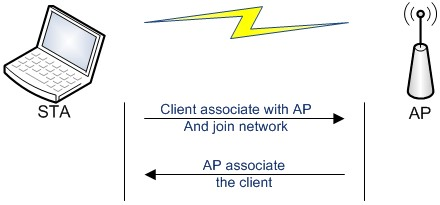 STA
AP
Client associate with AP
And join network
AP associate
the client